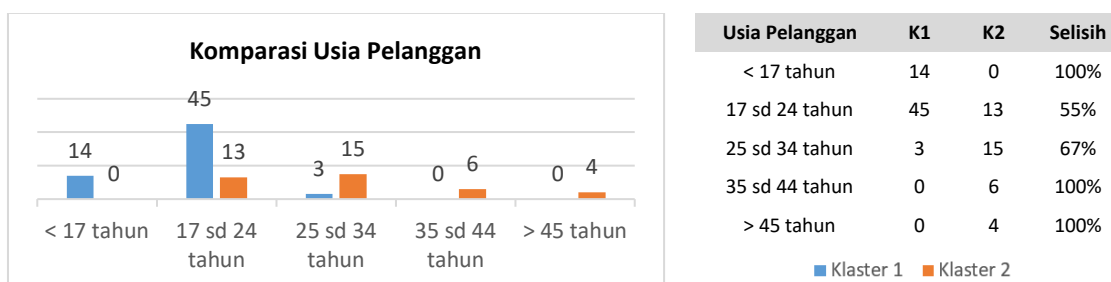 Komparasi Usia Pelanggan
14
0
45
13
3
15
0
6
0
4
< 17 tahun
17 sd 24
tahun
25 sd 34
tahun
35 sd 44
tahun
> 45 tahun
Usia Pelanggan K1 K2 Selisih
< 17 tahun 14 0 100%
17 sd 24 tahun 45 13 55%
25 sd 34 tahun 3 15 67%
35 sd 44 tahun 0 6 100%
> 45 tahun 0 4 100%
Klaster 1 Klaster 2